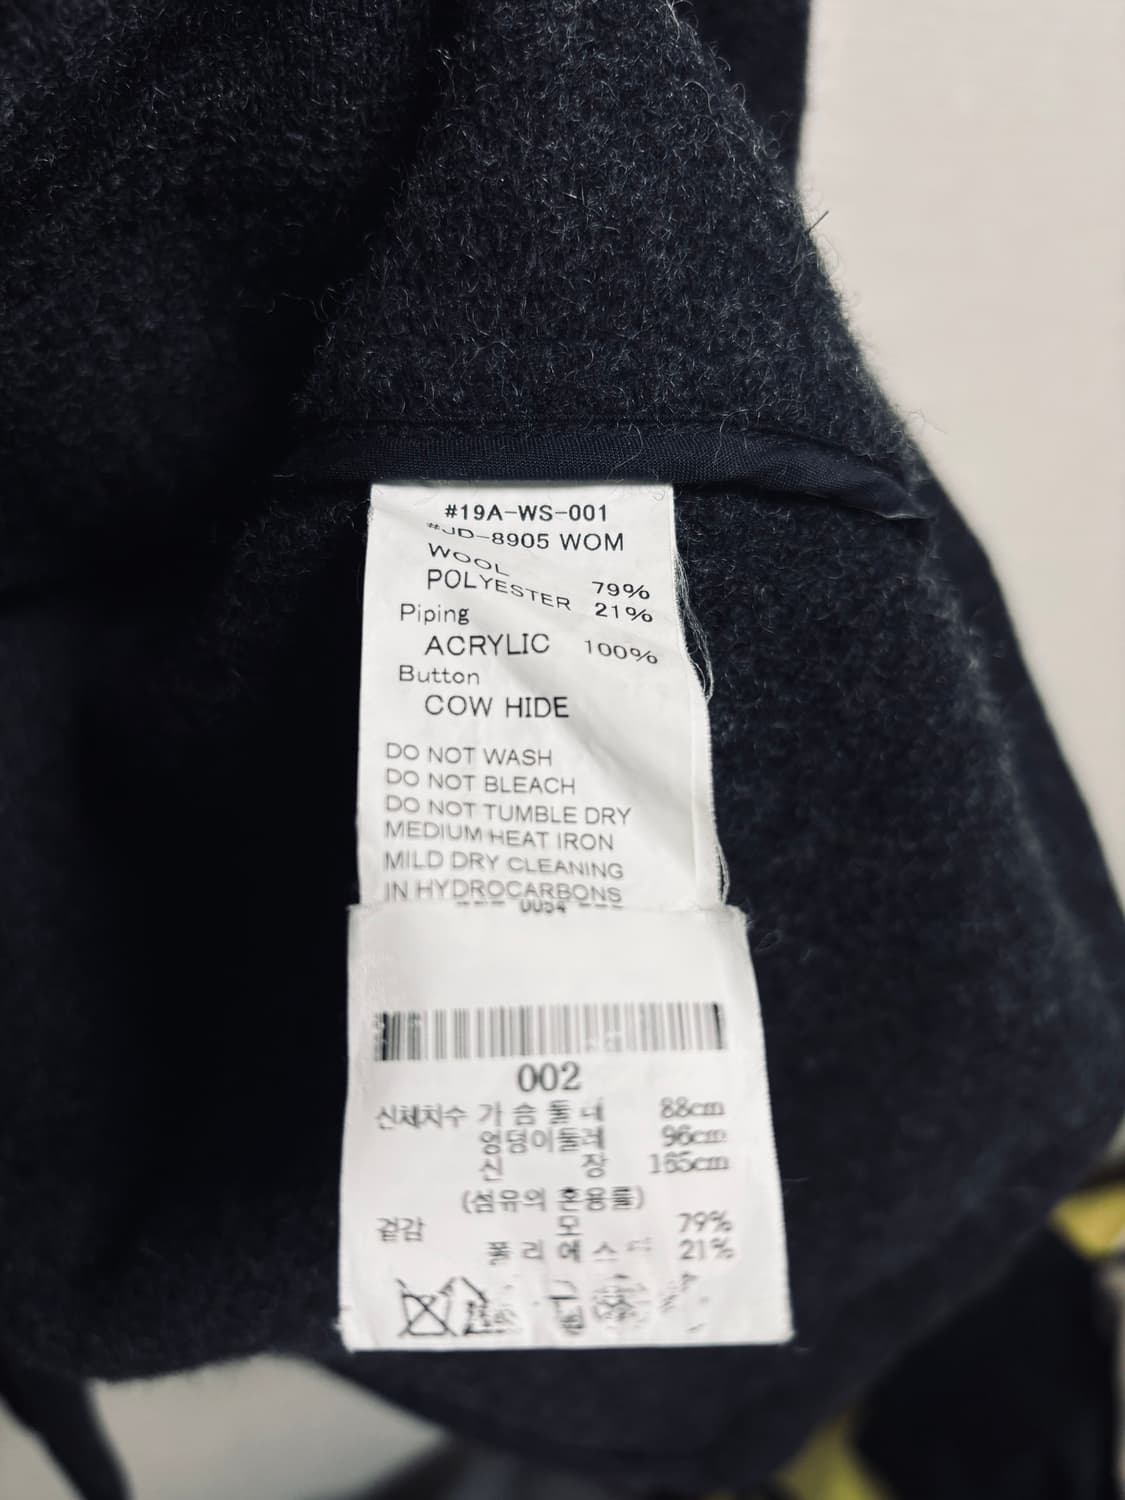 #19A-WS-001
#JD-8905 WOM
WOOL 79%
POLYESTER 21%
Piping
ACRYLIC 100%
Button
COW HIDE
DO NOT WASH
DO NOT BLEACH
DO NOT TUMBLE DRY
MEDIUM HEAT IRON
MILD DRY CLEANING
IN HYDROCARBONS
--- 0054 ---
002
신체치수 가 슴 둘 레 88cm
엉덩이둘레 96cm
신 장 165cm
(섬유의 혼용률)
겉감 모 79%
폴 리 에 스 터 21%